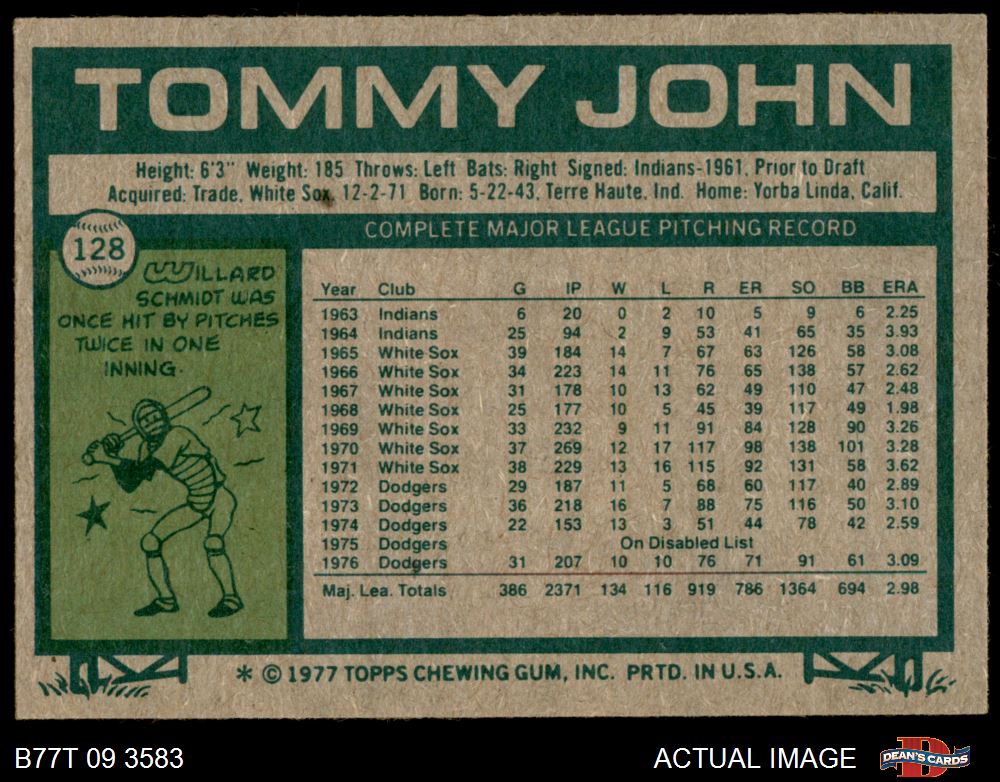 TOMMY JOHN
Height: 6'3" Weight: 185 Throws: Left Bats: Right Signed: Indians-1961, Prior to Draft
Acquired: Trade, White Sox, 12-2-71 Born: 5-22-43, Terre Haute, Ind. Home: Yorba Linda, Calif.
128
WILLARD
SCHMIDT WAS
ONCE HIT BY PITCHES
TWICE IN ONE
INNING.
COMPLETE MAJOR LEAGUE PITCHING RECORD
Year Club G IP W L R ER SO BB ERA
1963 Indians 6 20 0 2 10 5 9 6 2.25
1964 Indians 25 94 2 9 53 41 65 35 3.93
1965 White Sox 39 184 14 7 67 63 126 58 3.08
1966 White Sox 34 223 14 11 76 65 138 57 2.62
1967 White Sox 31 178 10 13 62 49 110 47 2.48
1968 White Sox 25 177 10 5 45 39 117 49 1.98
1969 White Sox 33 232 9 11 91 84 128 90 3.26
1970 White Sox 37 269 12 17 117 98 138 101 3.28
1971 White Sox 38 229 13 16 115 92 131 58 3.62
1972 Dodgers 29 187 11 5 68 60 117 40 2.89
1973 Dodgers 36 218 16 7 88 75 116 50 3.10
1974 Dodgers 22 153 13 3 51 44 78 42 2.59
1975 Dodgers On Disabled List
1976 Dodgers 31 207 10 10 76 71 91 61 3.09
Maj. Lea. Totals 386 2371 134 116 919 786 1364 694 2.98
* © 1977 TOPPS CHEWING GUM, INC. PRTD. IN U.S.A.
B77T 09 3583
ACTUAL IMAGE
D
DEAN'S CARDS